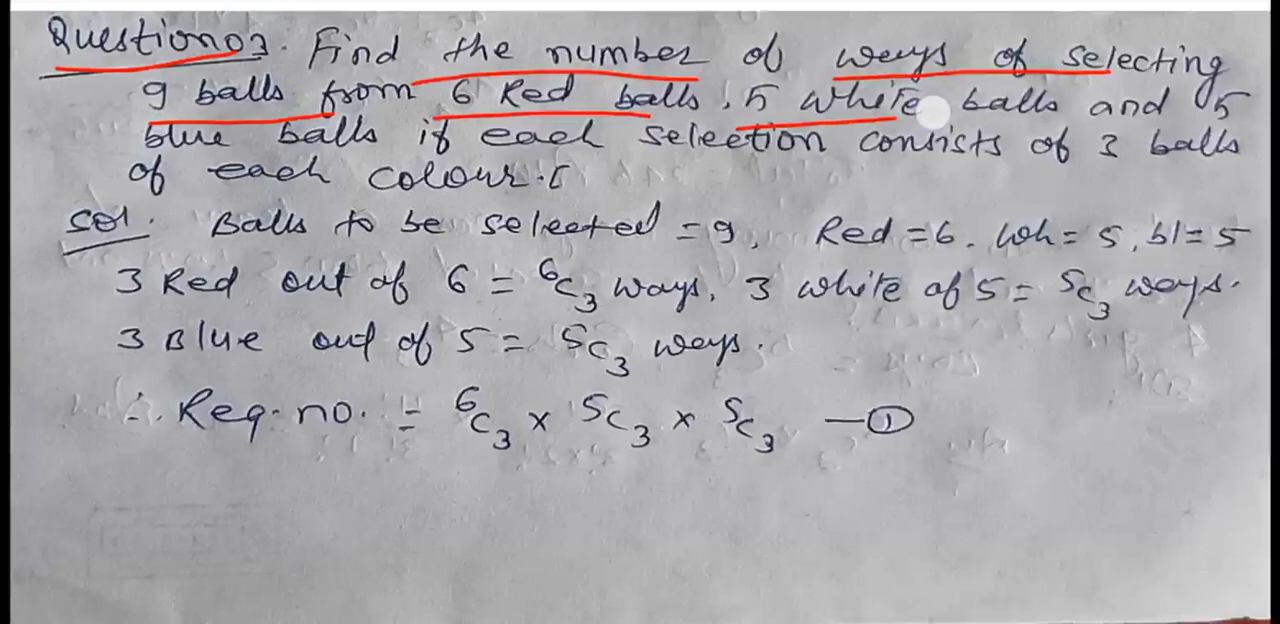 Question03. Find the number of ways of selecting
9 balls from 6 Red balls, 5 White balls and 5
blue balls if each selection consists of 3 balls
of each colour.
Sol. Balls to be selected = 9, Red = 6. Wh = 5, bl = 5
3 Red out of 6 = ⁶C₃ ways, 3 white of 5 = ⁵C₃ ways.
3 Blue out of 5 = ⁵C₃ ways.
∴ Req. no. = ⁶C₃ × ⁵C₃ × ⁵C₃ —①